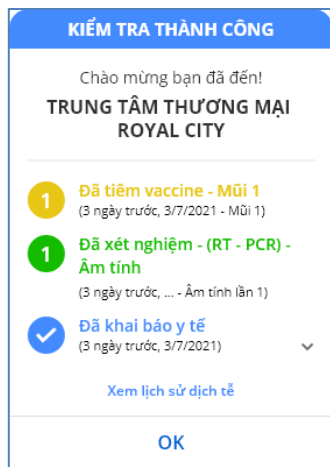 KIỂM TRA THÀNH CÔNG
Chào mừng bạn đã đến!
TRUNG TÂM THƯƠNG MẠI
ROYAL CITY
1 Đã tiêm vaccine - Mũi 1
(3 ngày trước, 3/7/2021 - Mũi 1)
1 Đã xét nghiệm - (RT - PCR) -
Âm tính
(3 ngày trước, ... - Âm tính lần 1)
Đã khai báo y tế
(3 ngày trước, 3/7/2021)
Xem lịch sử dịch tễ
OK